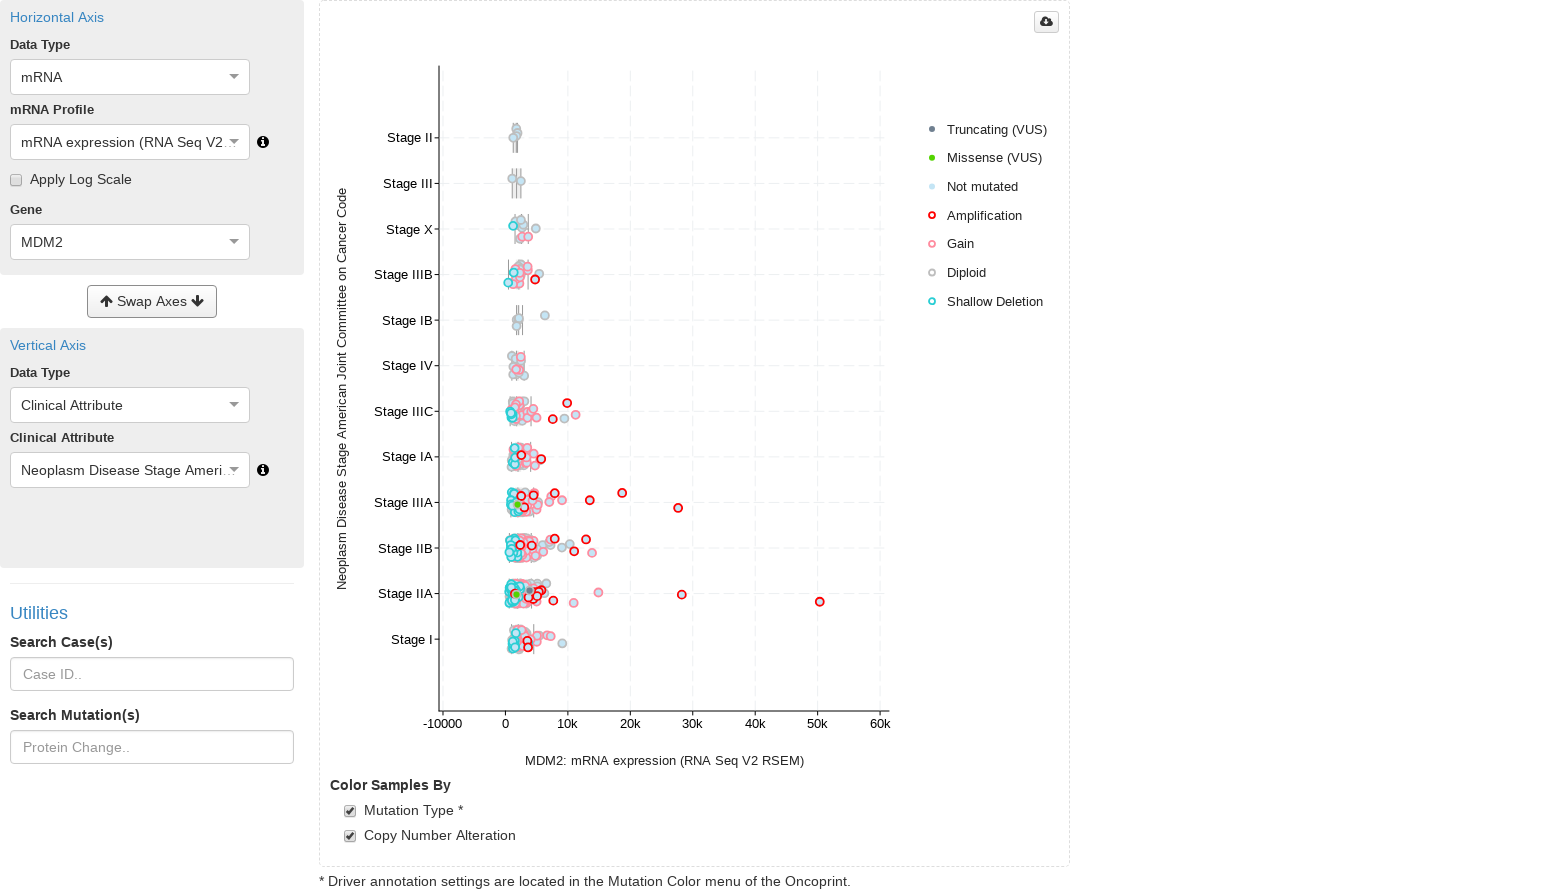 Horizontal Axis
Data Type
mRNA
mRNA Profile
mRNA expression (RNA Seq V2...
Apply Log Scale
Gene
MDM2
Swap Axes
Vertical Axis
Data Type
Clinical Attribute
Clinical Attribute
Neoplasm Disease Stage Ameri...
Utilities
Search Case(s)
Case ID..
Search Mutation(s)
Protein Change..
Neoplasm Disease Stage American Joint Committee on Cancer Code
Stage II
Stage III
Stage X
Stage IIIB
Stage IB
Stage IV
Stage IIIC
Stage IA
Stage IIIA
Stage IIB
Stage IIA
Stage I
-10000 0 10k 20k 30k 40k 50k 60k
MDM2: mRNA expression (RNA Seq V2 RSEM)
Truncating (VUS)
Missense (VUS)
Not mutated
Amplification
Gain
Diploid
Shallow Deletion
Color Samples By
Mutation Type *
Copy Number Alteration
* Driver annotation settings are located in the Mutation Color menu of the Oncoprint.